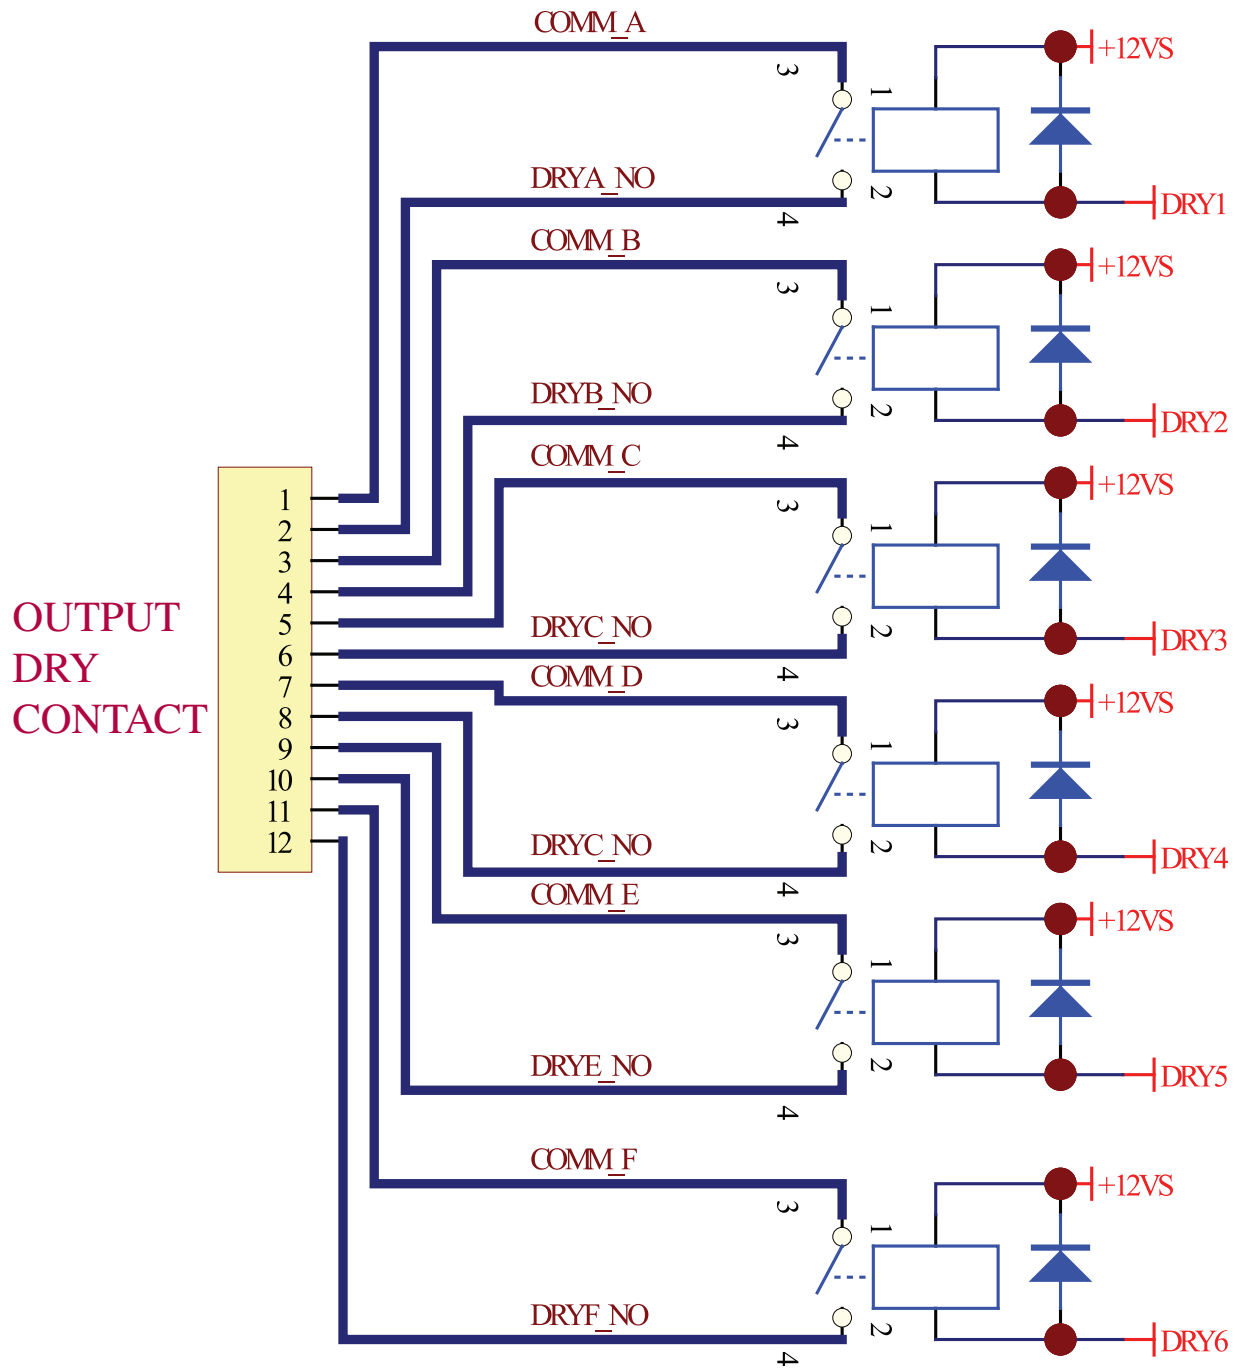 COMM_A
3
1
+12VS
DRYA_NO
2
4
DRY1
COMM_B
3
1
+12VS
DRYB_NO
2
4
DRY2
COMM_C
3
1
+12VS
DRYC_NO
2
4
DRY3
COMM_D
3
1
+12VS
DRYC_NO
2
4
DRY4
COMM_E
3
1
+12VS
DRYE_NO
2
4
DRY5
COMM_F
3
1
+12VS
DRYF_NO
2
4
DRY6
OUTPUT
DRY
CONTACT
1
2
3
4
5
6
7
8
9
10
11
12